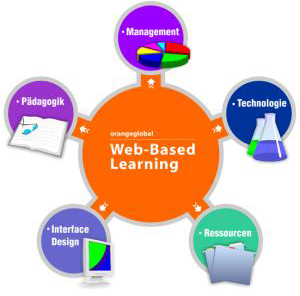 • Management
• Pädagogik
• Technologie
orangeglobal
Web-Based
Learning
• Interface
Design
• Ressourcen